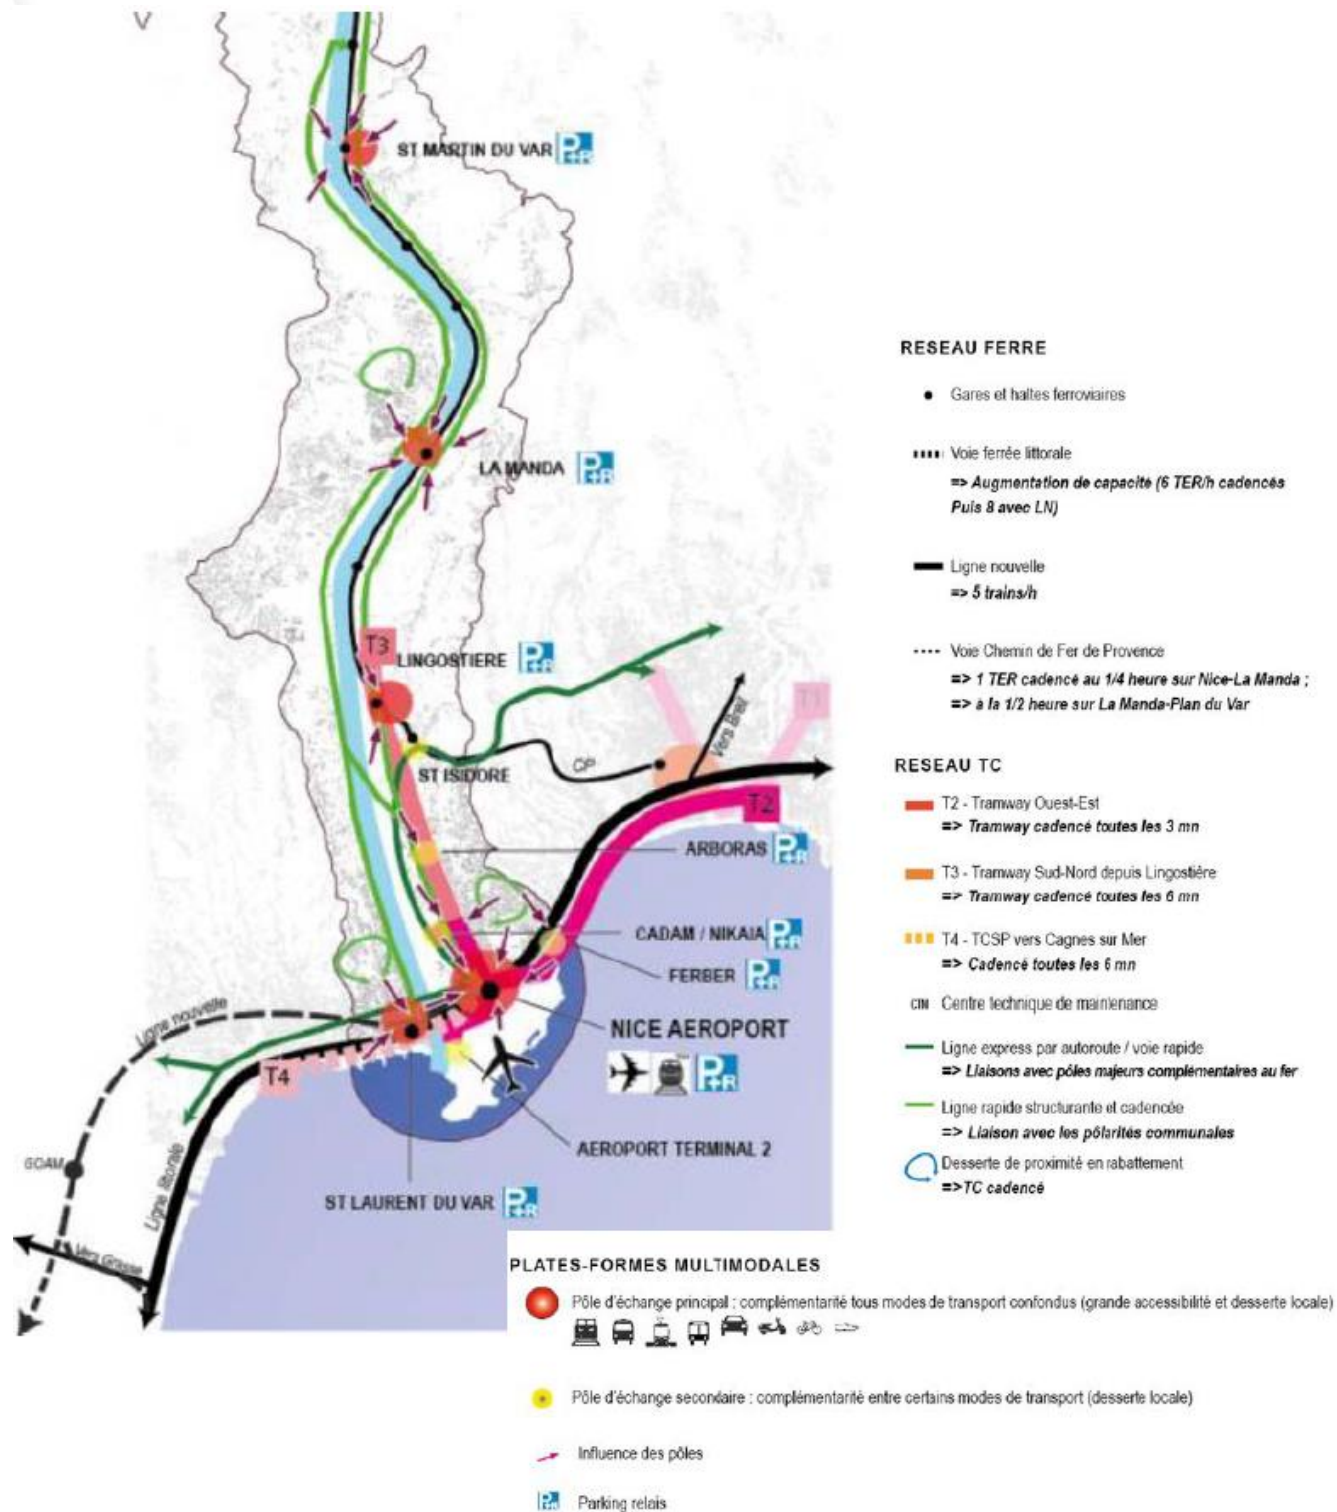 ST MARTIN DU VAR P+R
LA MANDA P+R
T3
LINGOSTIERE P+R
T1
Vers Breil
CP
ST ISIDORE
T2
ARBORAS P+R
CADAM / NIKAIA P+R
FERBER P+R
NICE AEROPORT
P+R
Ligne nouvelle
T4
AEROPORT TERMINAL 2
GOAM
Ligne littorale
ST LAURENT DU VAR P+R
Vers Grasse
RESEAU FERRE
Gares et haltes ferroviaires
Voie ferrée littorale
=> Augmentation de capacité (6 TER/h cadencés
Puis 8 avec LN)
Ligne nouvelle
=> 5 trains/h
Voie Chemin de Fer de Provence
=> 1 TER cadencé au 1/4 heure sur Nice-La Manda ;
=> à la 1/2 heure sur La Manda-Plan du Var
RESEAU TC
T2 - Tramway Ouest-Est
=> Tramway cadencé toutes les 3 mn
T3 - Tramway Sud-Nord depuis Lingostière
=> Tramway cadencé toutes les 6 mn
T4 - TCSP vers Cagnes sur Mer
=> Cadencé toutes les 6 mn
Centre technique de maintenance
Ligne express par autoroute / voie rapide
=> Liaisons avec pôles majeurs complémentaires au fer
Ligne rapide structurante et cadencée
=> Liaison avec les pôlarités communales
Desserte de proximité en rabattement
=>TC cadencé
PLATES-FORMES MULTIMODALES
Pôle d'échange principal : complémentarité tous modes de transport confondus (grande accessibilité et desserte locale)
Pôle d'échange secondaire : complémentarité entre certains modes de transport (desserte locale)
Influence des pôles
P+R Parking relais